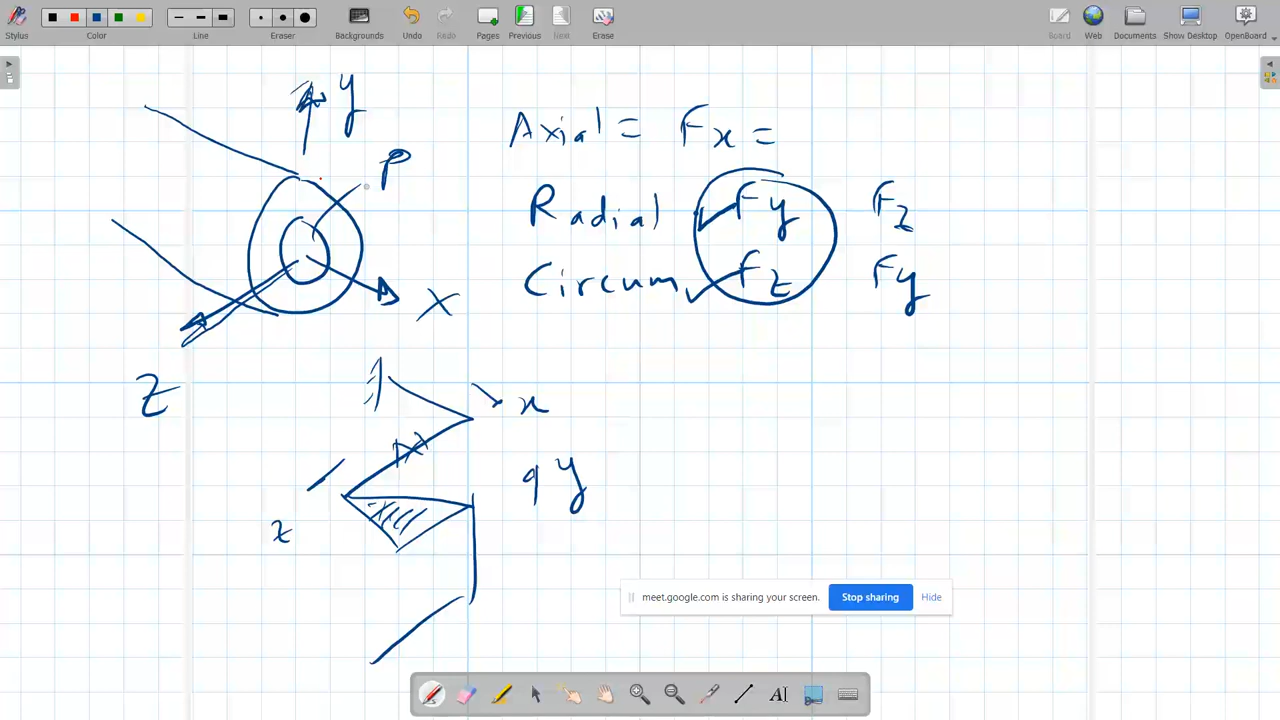 Stylus
Color
Line
Eraser
Backgrounds
Undo
Redo
Pages
Previous
Next
Erase
Board
Web
Documents
Show Desktop
OpenBoard
y
P
X
Z
Axial = Fx =
Radial Fy Fz
Circum, Fz Fy
x
y
z
meet.google.com is sharing your screen. Stop sharing Hide